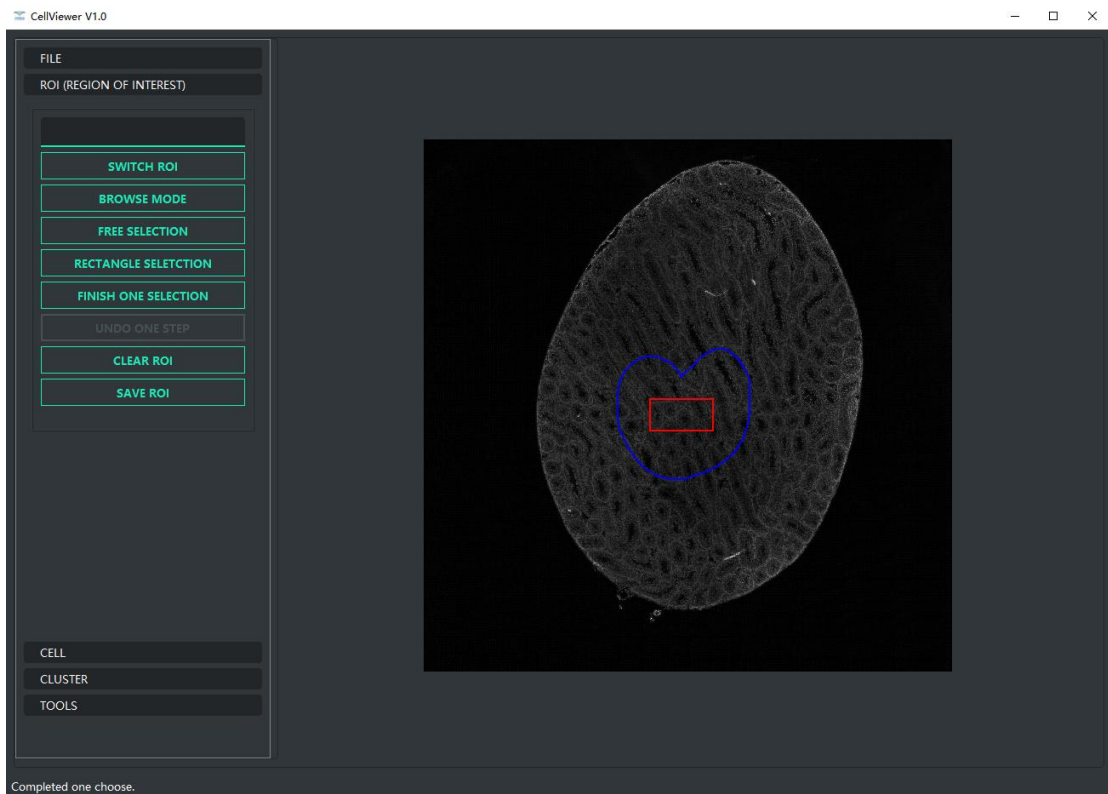 CellViewer V1.0
FILE
ROI (REGION OF INTEREST)
SWITCH ROI
BROWSE MODE
FREE SELECTION
RECTANGLE SELETCTION
FINISH ONE SELECTION
UNDO ONE STEP
CLEAR ROI
SAVE ROI
CELL
CLUSTER
TOOLS
Completed one choose.